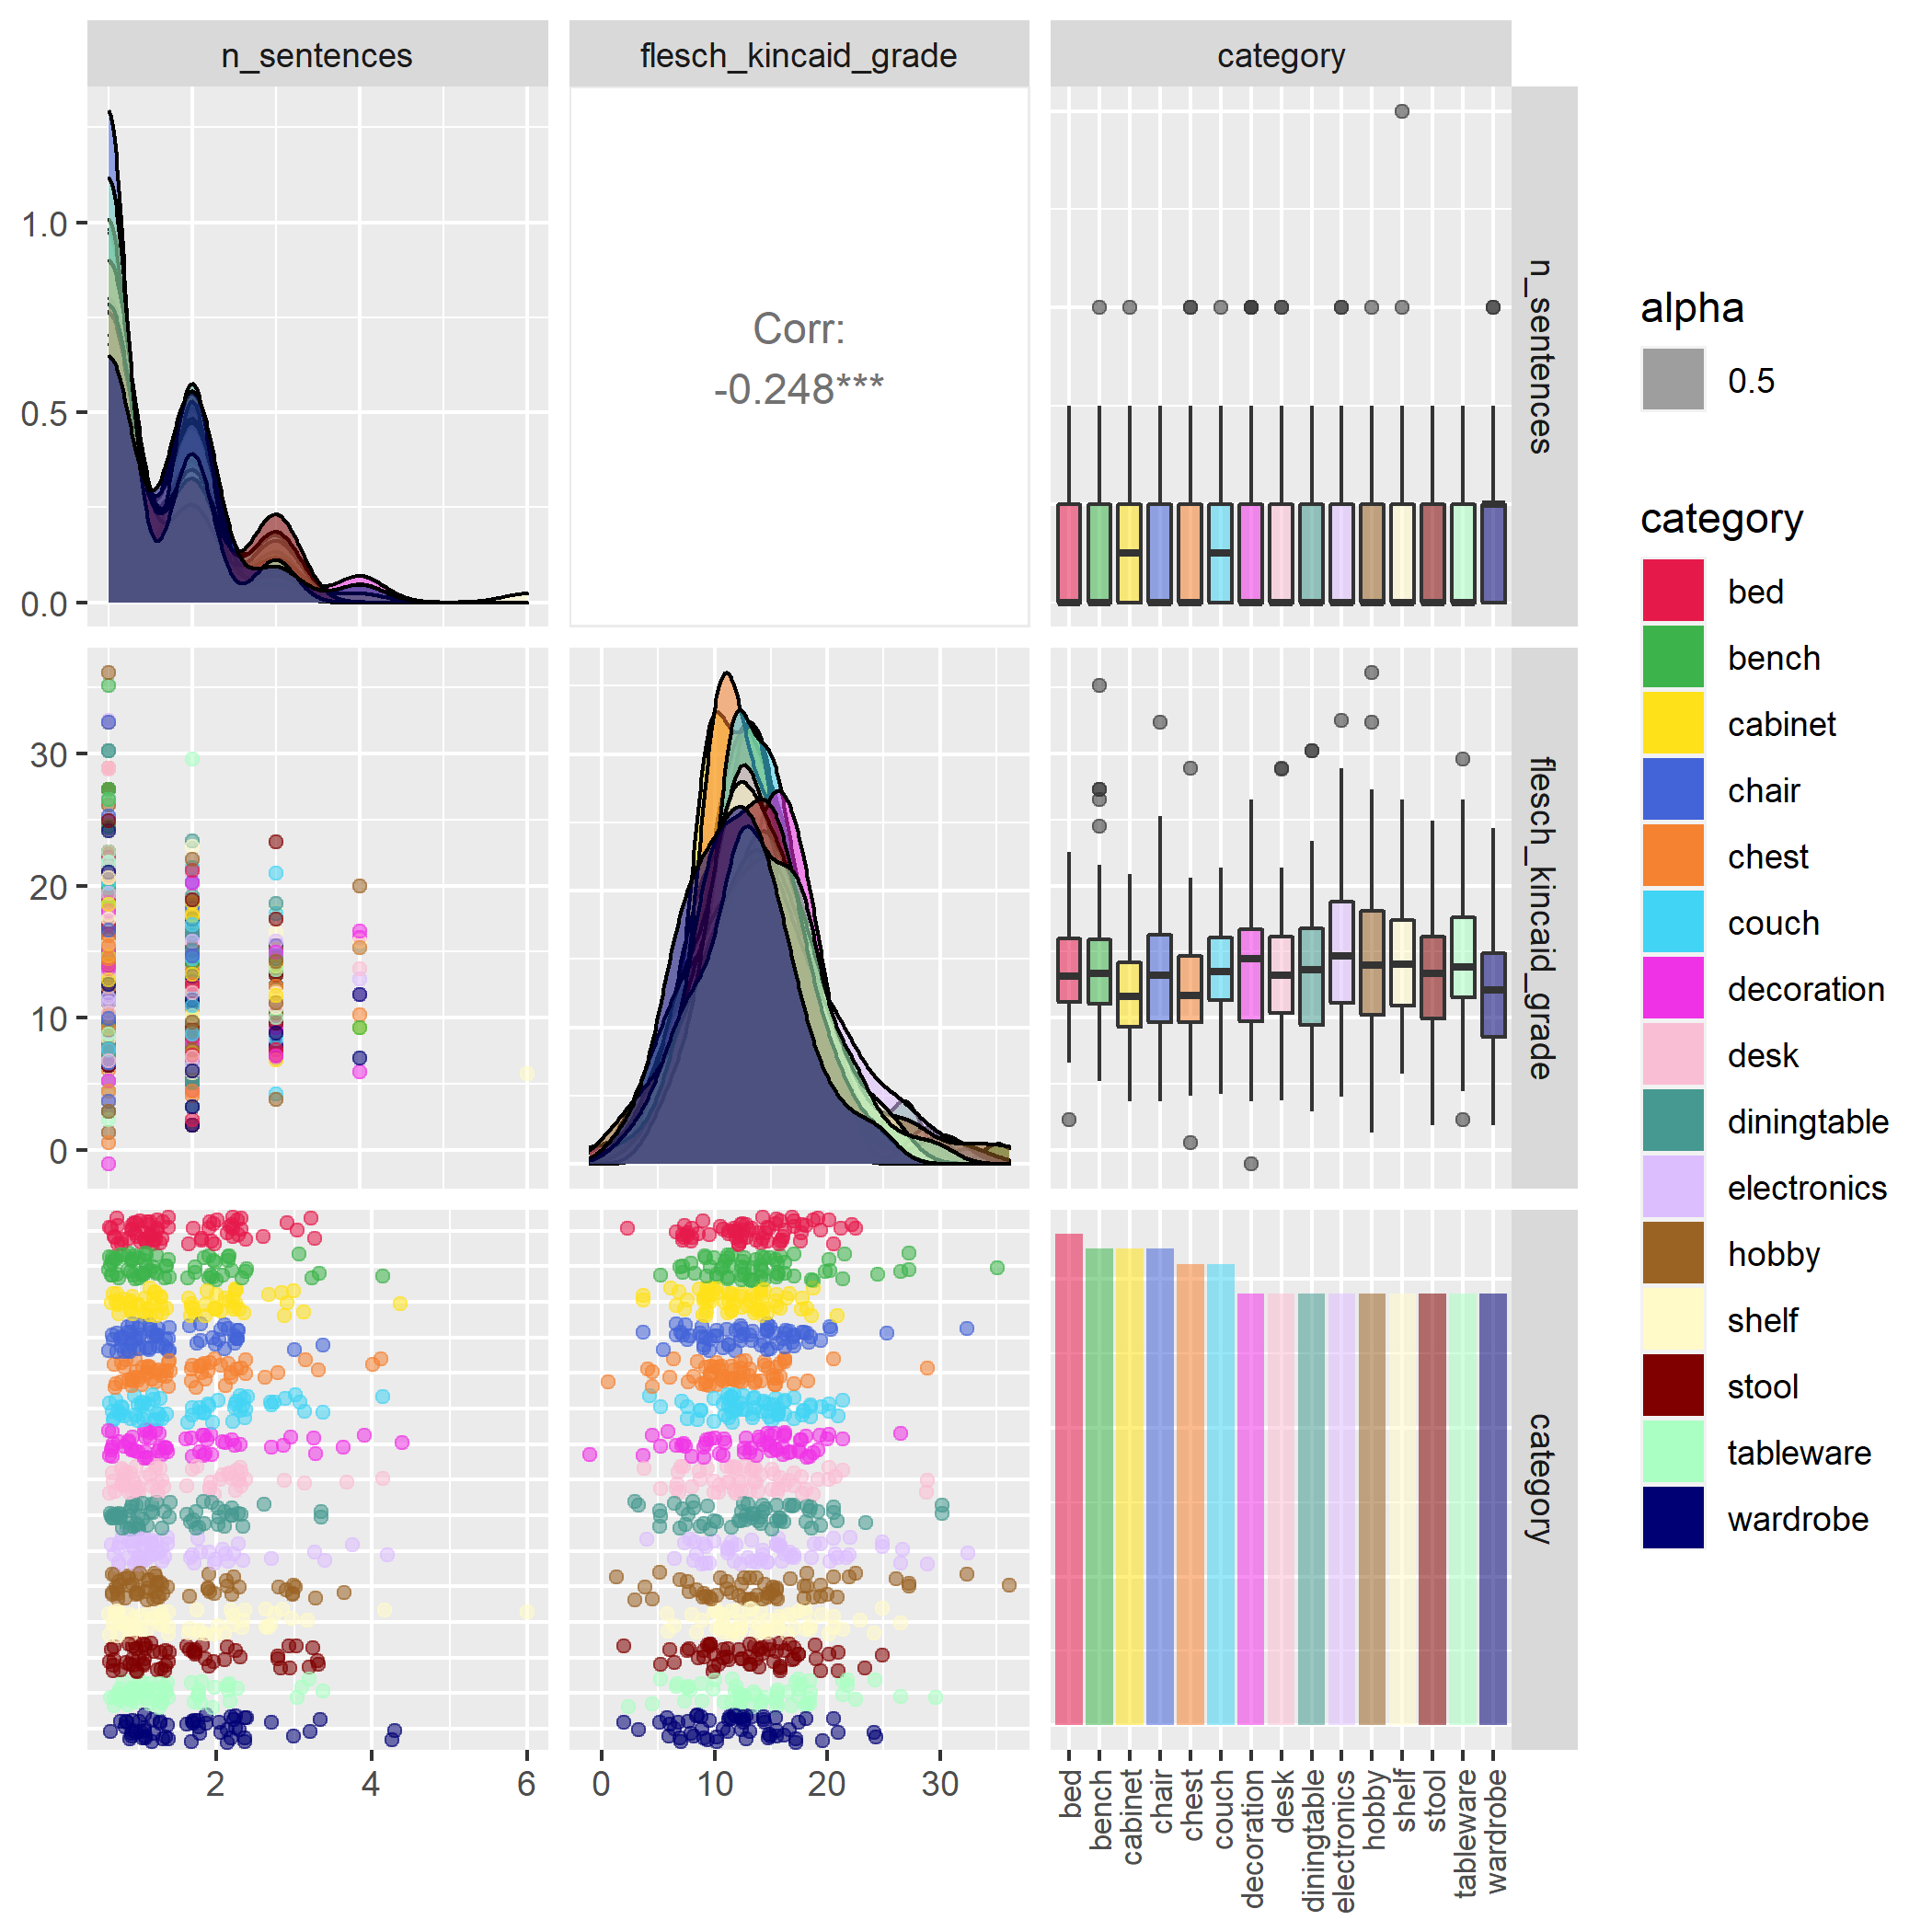 n_sentences
flesch_kincaid_grade
category
1.0
0.5
0.0
Corr:
-0.248***
n_sentences
30
20
10
0
flesch_kincaid_grade
category
2
4
6
0
10
20
30
bed
bench
cabinet
chair
chest
couch
decoration
desk
diningtable
electronics
hobby
shelf
stool
tableware
wardrobe
alpha
0.5
category
bed
bench
cabinet
chair
chest
couch
decoration
desk
diningtable
electronics
hobby
shelf
stool
tableware
wardrobe